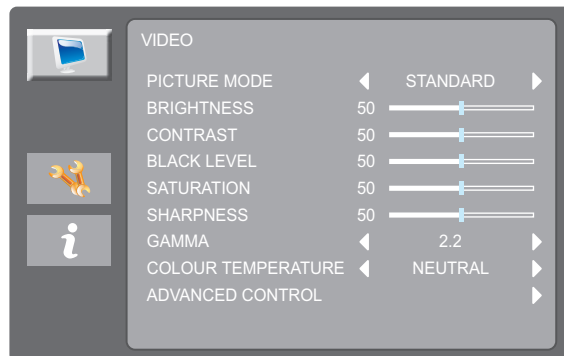 VIDEO
PICTURE MODE STANDARD
BRIGHTNESS 50
CONTRAST 50
BLACK LEVEL 50
SATURATION 50
SHARPNESS 50
GAMMA 2.2
COLOUR TEMPERATURE NEUTRAL
ADVANCED CONTROL